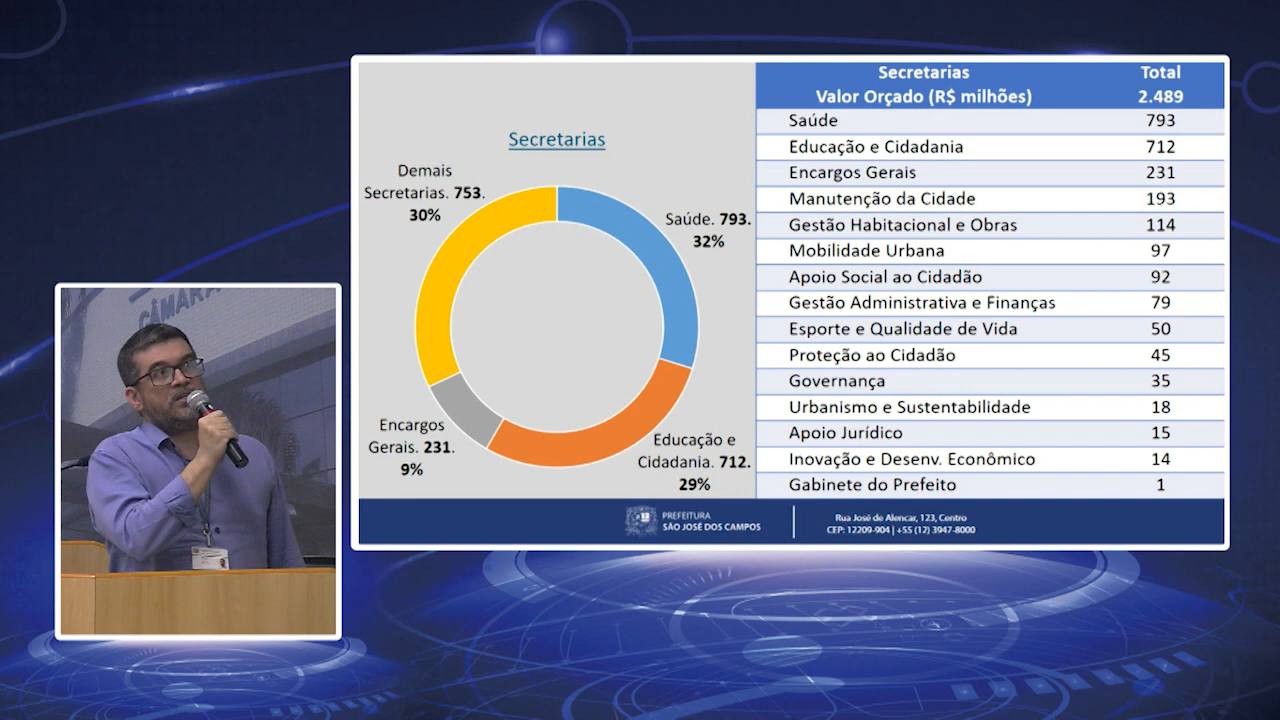 CÂMARA
Secretarias
Demais
Secretarias. 753.
30%
Saúde. 793.
32%
Encargos
Gerais. 231.
9%
Educação e
Cidadania. 712.
29%
Secretarias Total
Valor Orçado (R$ milhões) 2.489
Saúde 793
Educação e Cidadania 712
Encargos Gerais 231
Manutenção da Cidade 193
Gestão Habitacional e Obras 114
Mobilidade Urbana 97
Apoio Social ao Cidadão 92
Gestão Administrativa e Finanças 79
Esporte e Qualidade de Vida 50
Proteção ao Cidadão 45
Governança 35
Urbanismo e Sustentabilidade 18
Apoio Jurídico 15
Inovação e Desenv. Econômico 14
Gabinete do Prefeito 1
PREFEITURA
SÃO JOSÉ DOS CAMPOS
Rua José de Alencar, 123, Centro
CEP: 12209-904 | +55 (12) 3947-8000